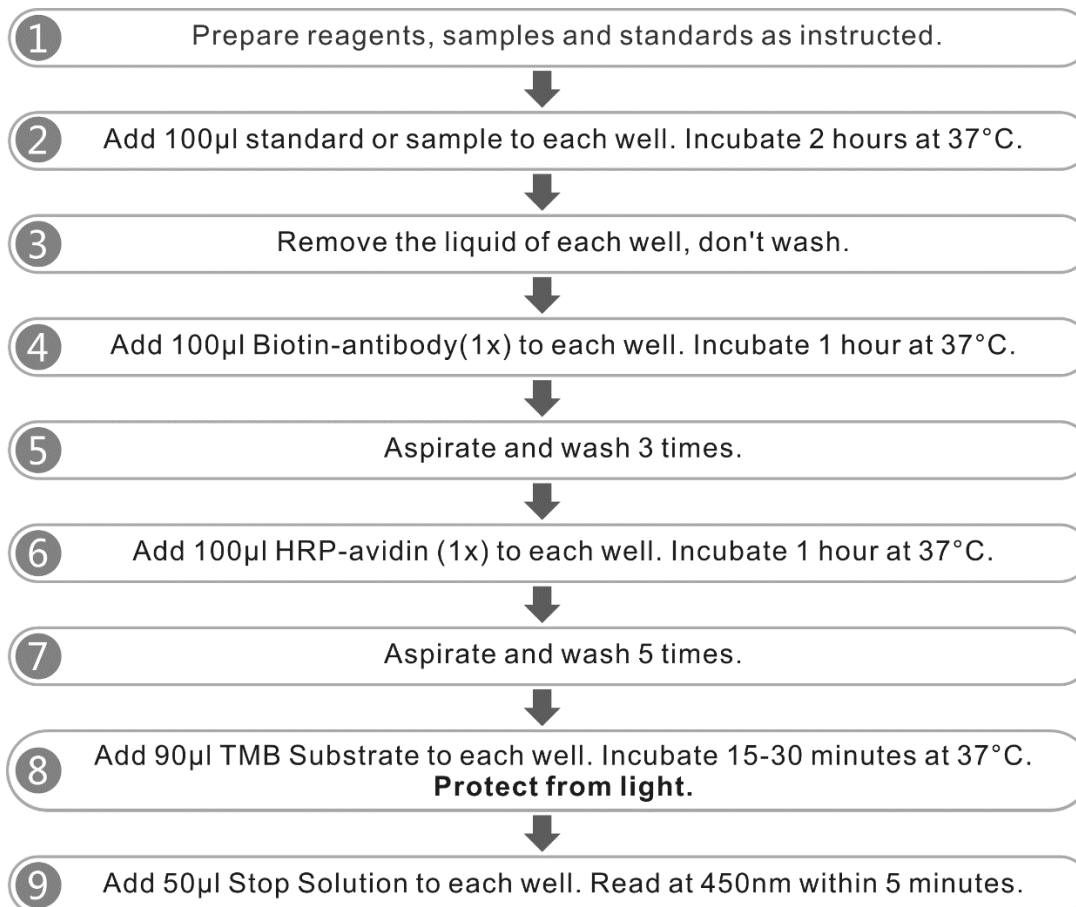 1 Prepare reagents, samples and standards as instructed.
2 Add 100µl standard or sample to each well. Incubate 2 hours at 37°C.
3 Remove the liquid of each well, don't wash.
4 Add 100µl Biotin-antibody(1x) to each well. Incubate 1 hour at 37°C.
5 Aspirate and wash 3 times.
6 Add 100µl HRP-avidin (1x) to each well. Incubate 1 hour at 37°C.
7 Aspirate and wash 5 times.
8 Add 90µl TMB Substrate to each well. Incubate 15-30 minutes at 37°C.
Protect from light.
9 Add 50µl Stop Solution to each well. Read at 450nm within 5 minutes.